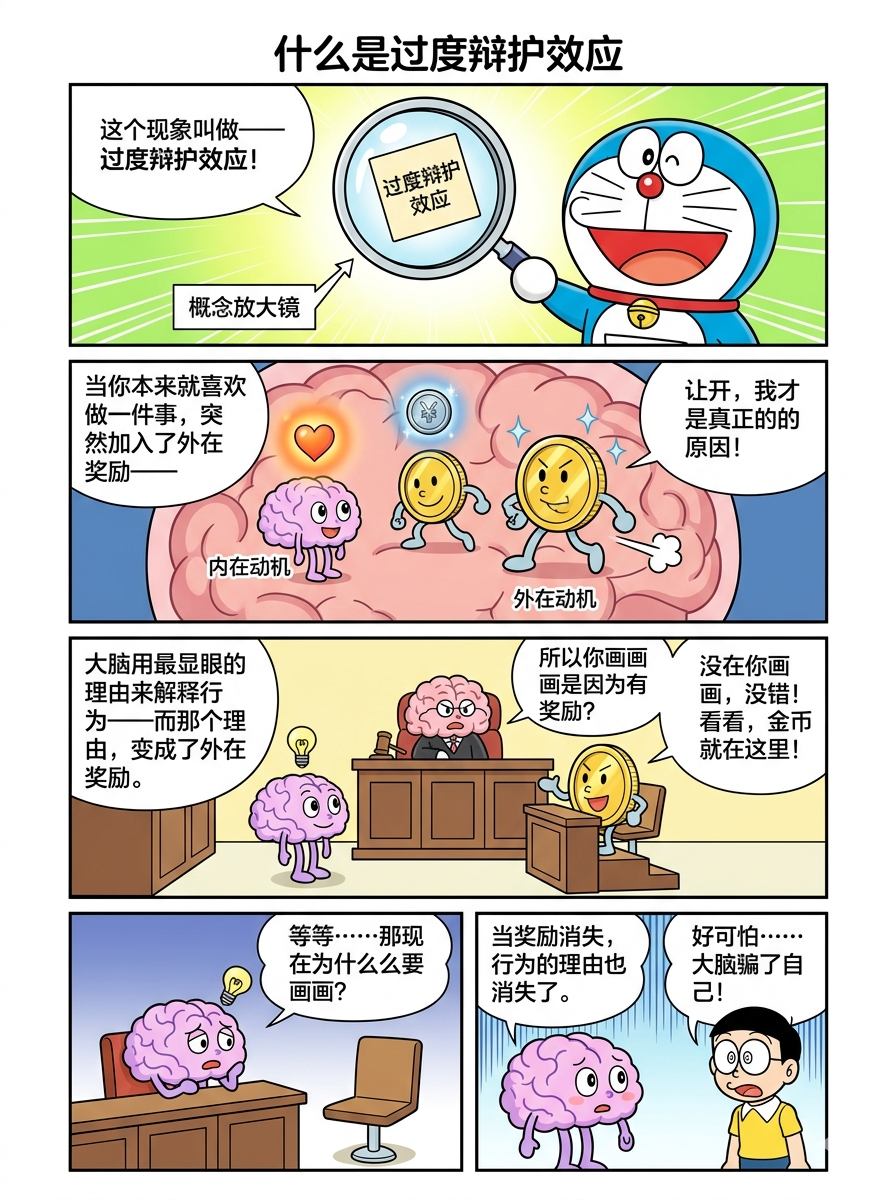 什么是过度辩护效应
这个现象叫做——
过度辩护效应！
过度辩护
效应
概念放大镜
当你本来就喜欢
做一件事，突
然加入了外在
奖励——
¥
让开，我才
是真正的的
原因！
内在动机
外在动机
大脑用最显眼的
理由来解释行
为——而那个理
由，变成了外在
奖励。
所以你画画
画是因为有
奖励？
没在你画
画，没错！
看看，金币
就在这里！
等等……那现
在为什么么要
画画？
当奖励消失，
行为的理由也
消失了。
好可怕……
大脑骗了自
己！